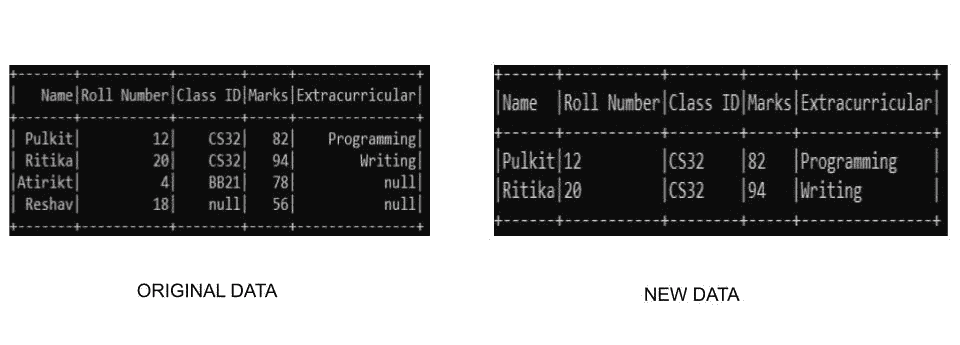 +-------+-----------+--------+-----+---------------+
|   Name|Roll Number|Class ID|Marks|Extracurricular|
+-------+-----------+--------+-----+---------------+
| Pulkit|         12|    CS32|   82|    Programming|
| Ritika|         20|    CS32|   94|        Writing|
|Atirikt|          4|    BB21|   78|           null|
| Reshav|         18|    null|   56|           null|
+-------+-----------+--------+-----+---------------+
ORIGINAL DATA
+------+-----------+--------+-----+---------------+
|Name  |Roll Number|Class ID|Marks|Extracurricular|
+------+-----------+--------+-----+---------------+
|Pulkit|12         |CS32    |82   |Programming    |
|Ritika|20         |CS32    |94   |Writing        |
+------+-----------+--------+-----+---------------+
NEW DATA